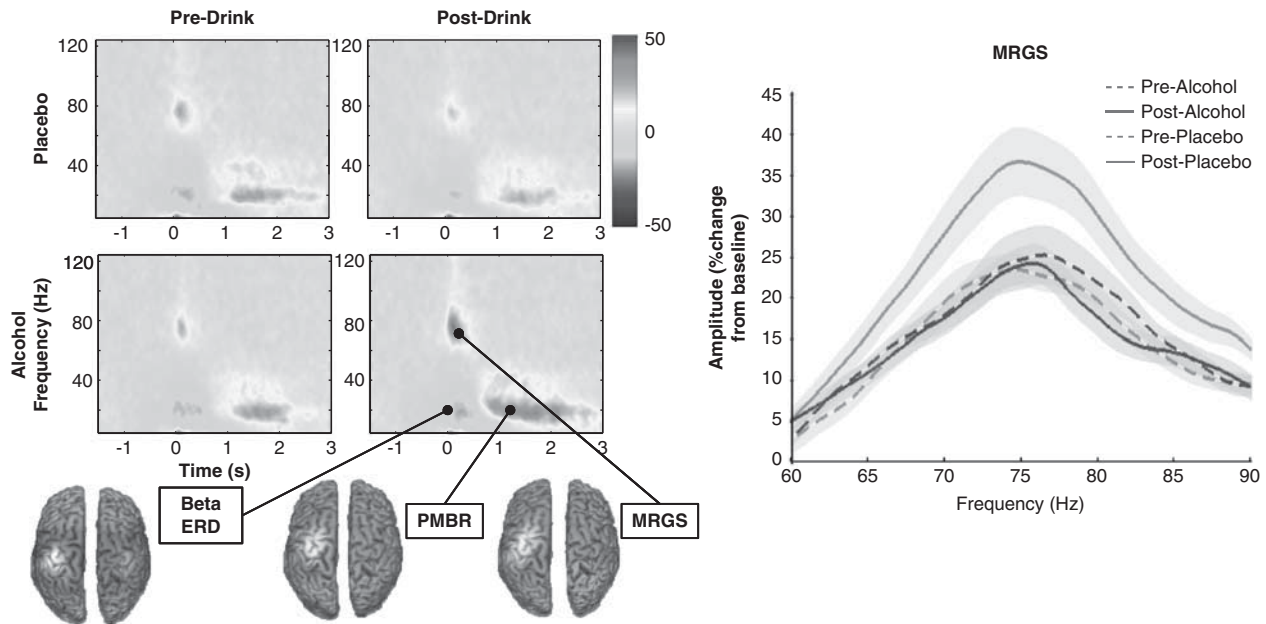 Pre-Drink
Post-Drink
Placebo
120
80
40
-1 0 1 2 3
120
80
40
-1 0 1 2 3
50
0
-50
Alcohol
Frequency (Hz)
120
80
40
-1 0 1 2 3
Time (s)
120
80
40
-1 0 1 2 3
Beta
ERD
PMBR
MRGS
MRGS
Pre-Alcohol
Post-Alcohol
Pre-Placebo
Post-Placebo
Amplitude (%change
from baseline)
45
40
35
30
25
20
15
10
5
0
60 65 70 75 80 85 90
Frequency (Hz)